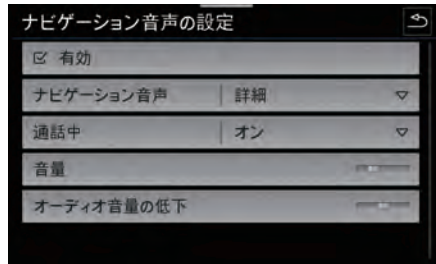 ナビゲーション音声の設定
有効
ナビゲーション音声 詳細
通話中 オン
音量
オーディオ音量の低下